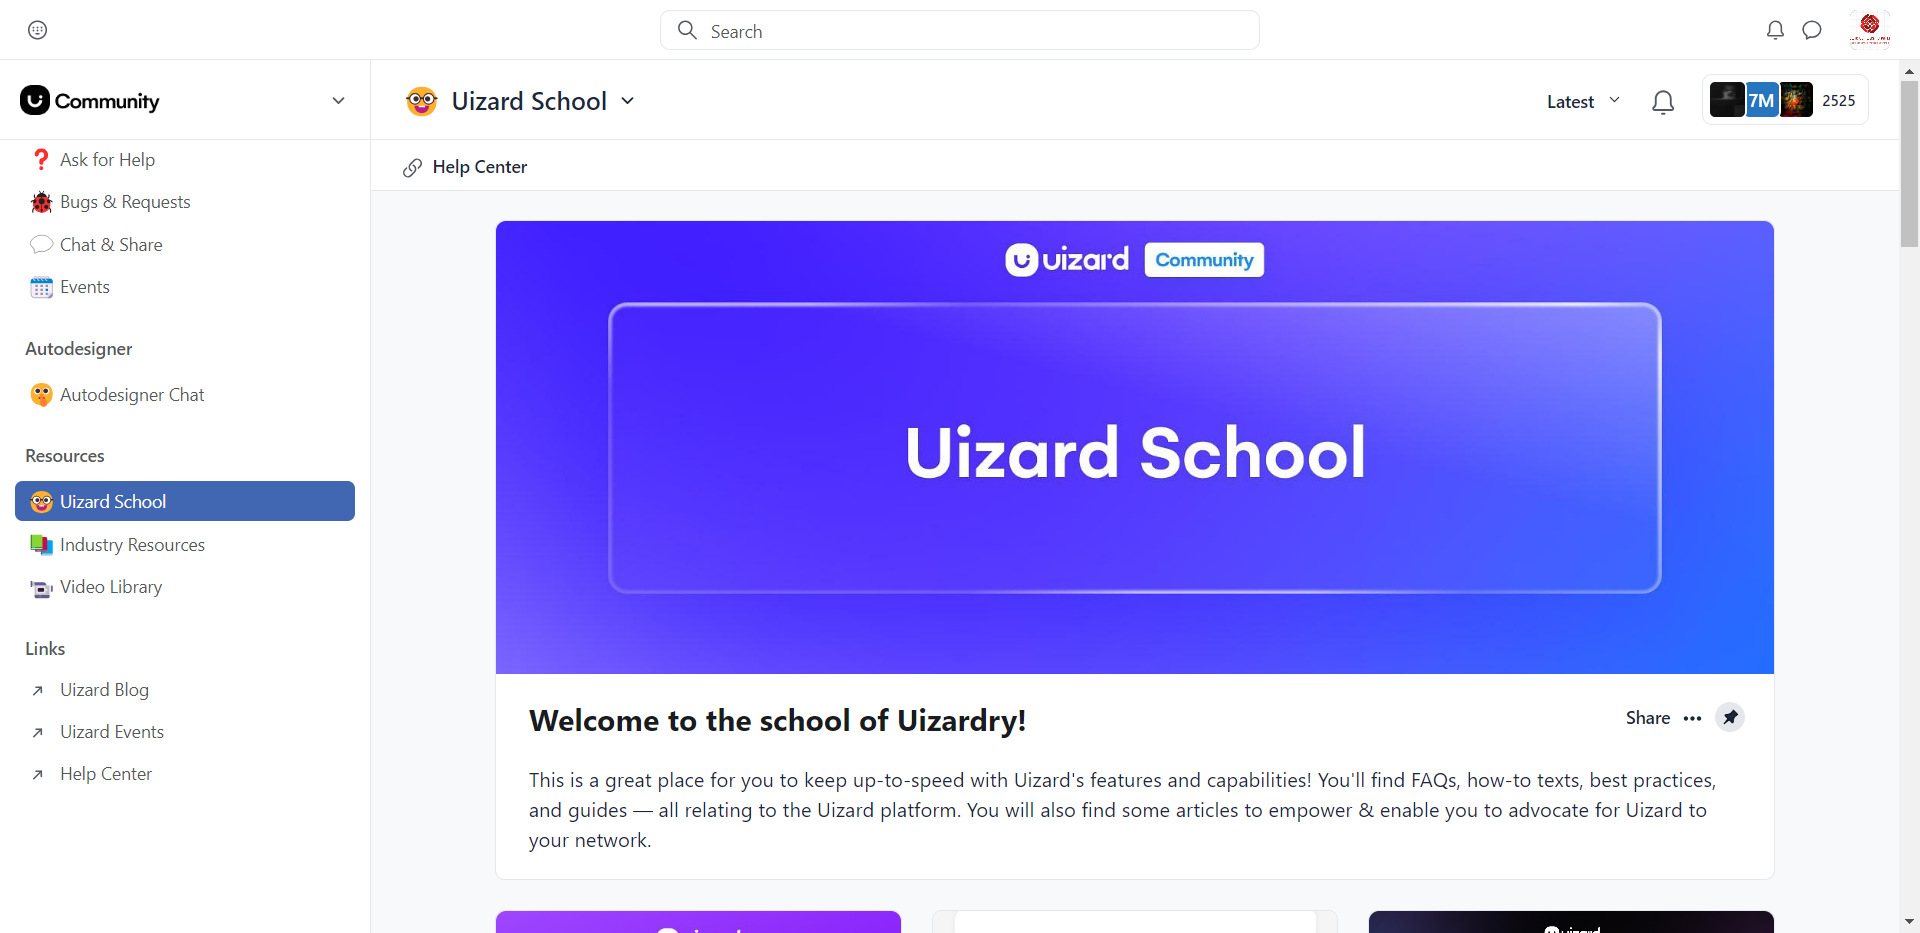 Search
Community
Uizard School
Latest
7M
2525
Ask for Help
Bugs & Requests
Chat & Share
Events
Autodesigner
Autodesigner Chat
Resources
Uizard School
Industry Resources
Video Library
Links
Uizard Blog
Uizard Events
Help Center
Help Center
uizard Community
Uizard School
Welcome to the school of Uizardry!
Share
This is a great place for you to keep up-to-speed with Uizard's features and capabilities! You'll find FAQs, how-to texts, best practices,
and guides — all relating to the Uizard platform. You will also find some articles to empower & enable you to advocate for Uizard to
your network.